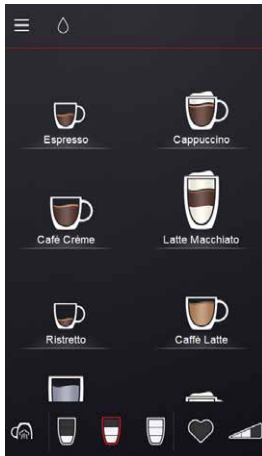 Espresso
Cappuccino
Café Crème
Latte Macchiato
Ristretto
Caffè Latte